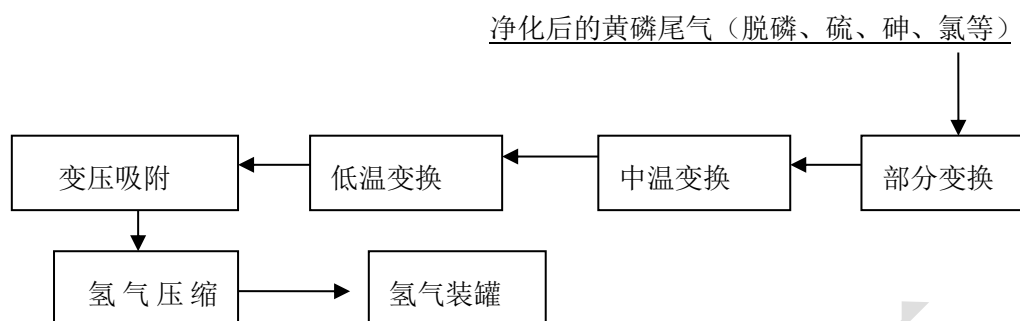 净化后的黄磷尾气（脱磷、硫、砷、氯等）
部分变换
中温变换
低温变换
变压吸附
氢气压缩
氢气装罐